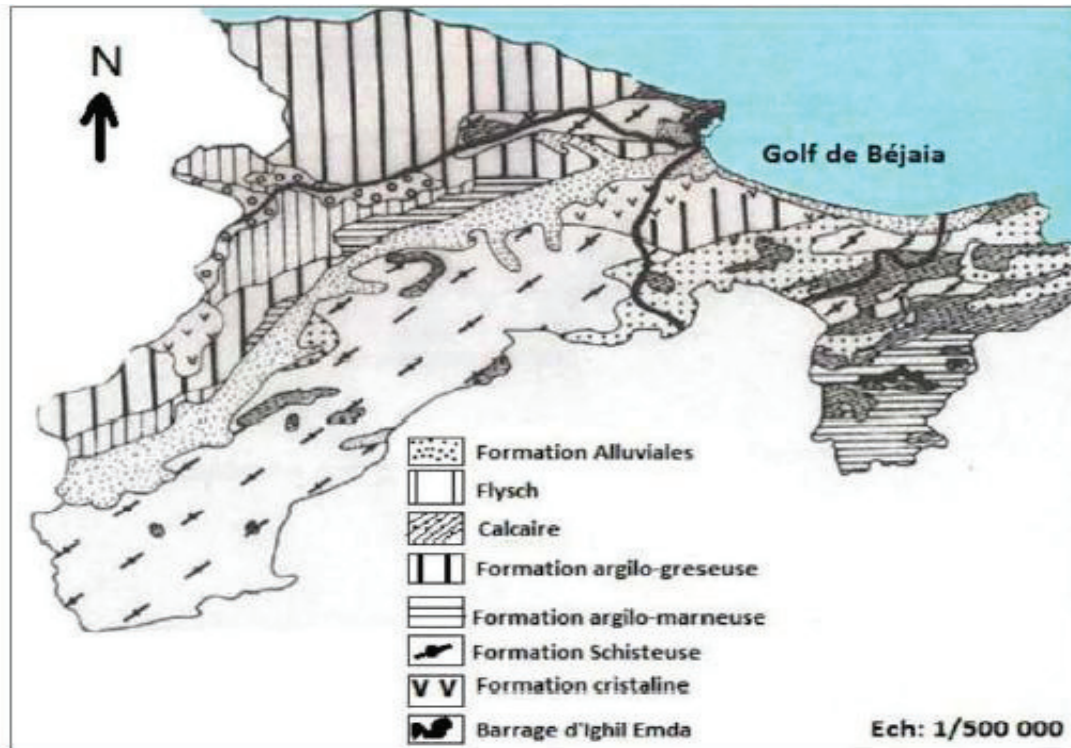 N
Golf de Béjaia
Formation Alluviales
Flysch
Calcaire
Formation argilo-greseuse
Formation argilo-marneuse
Formation Schisteuse
Formation cristaline
Barrage d'Ighil Emda
Ech: 1/500 000